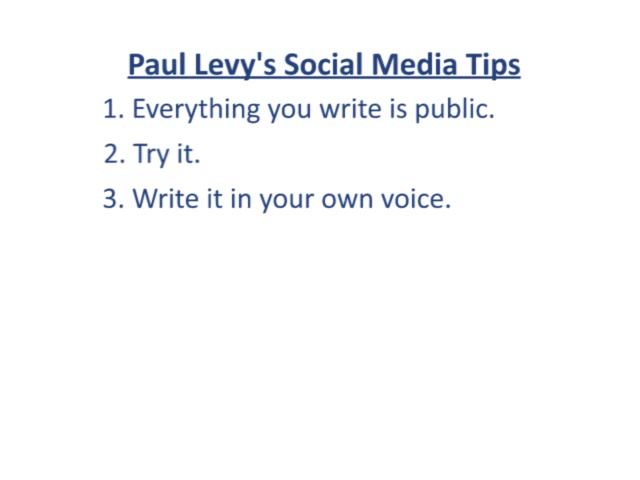 Paul Levy's Social Media Tips
1. Everything you write is public.
2. Try it.
3. Write it in your own voice.